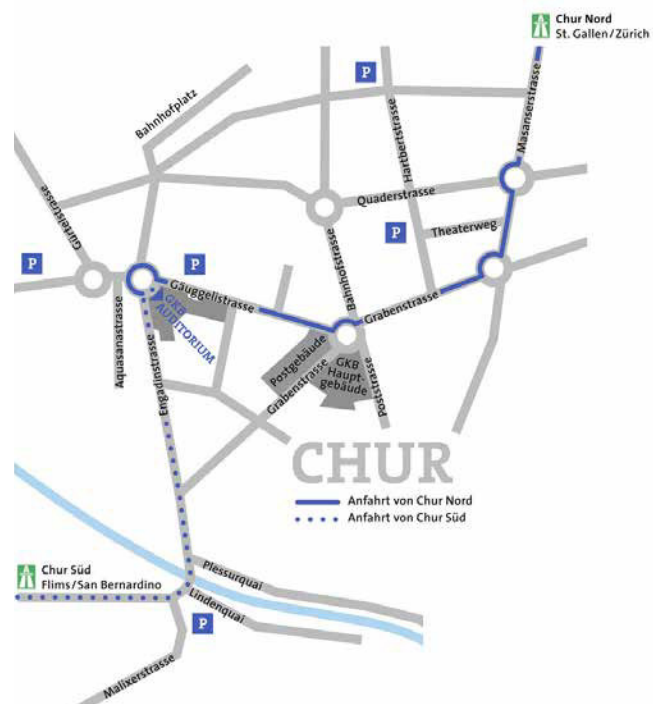 Chur Nord
St. Gallen/Zürich
P
Bahnhofplatz
Masanserstrasse
Hartbertstrasse
Gürtelstrasse
Quaderstrasse
Theaterweg
P
P
P
Bahnhofstrasse
Gäuggelistrasse
Grabenstrasse
Aquasanastrasse
GKB
AUDITORIUM
Engadinstrasse
Postgebäude
GKB
Haupt-
gebäude
Grabenstrasse
Poststrasse
CHUR
Anfahrt von Chur Nord
Anfahrt von Chur Süd
Chur Süd
Flims/San Bernardino
Plessurquai
Lindenquai
P
Malixerstrasse